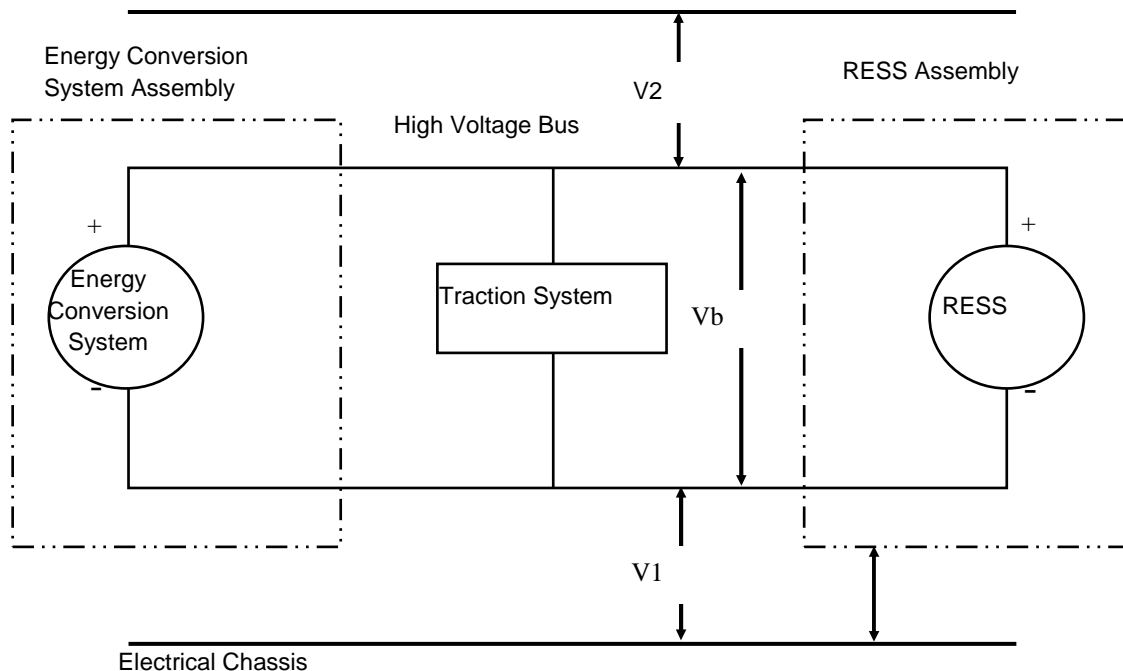 Energy Conversion
System Assembly
V2
RESS Assembly
High Voltage Bus
+
+
Energy
Conversion
System
Traction System
Vb
RESS
-
-
V1
Electrical Chassis